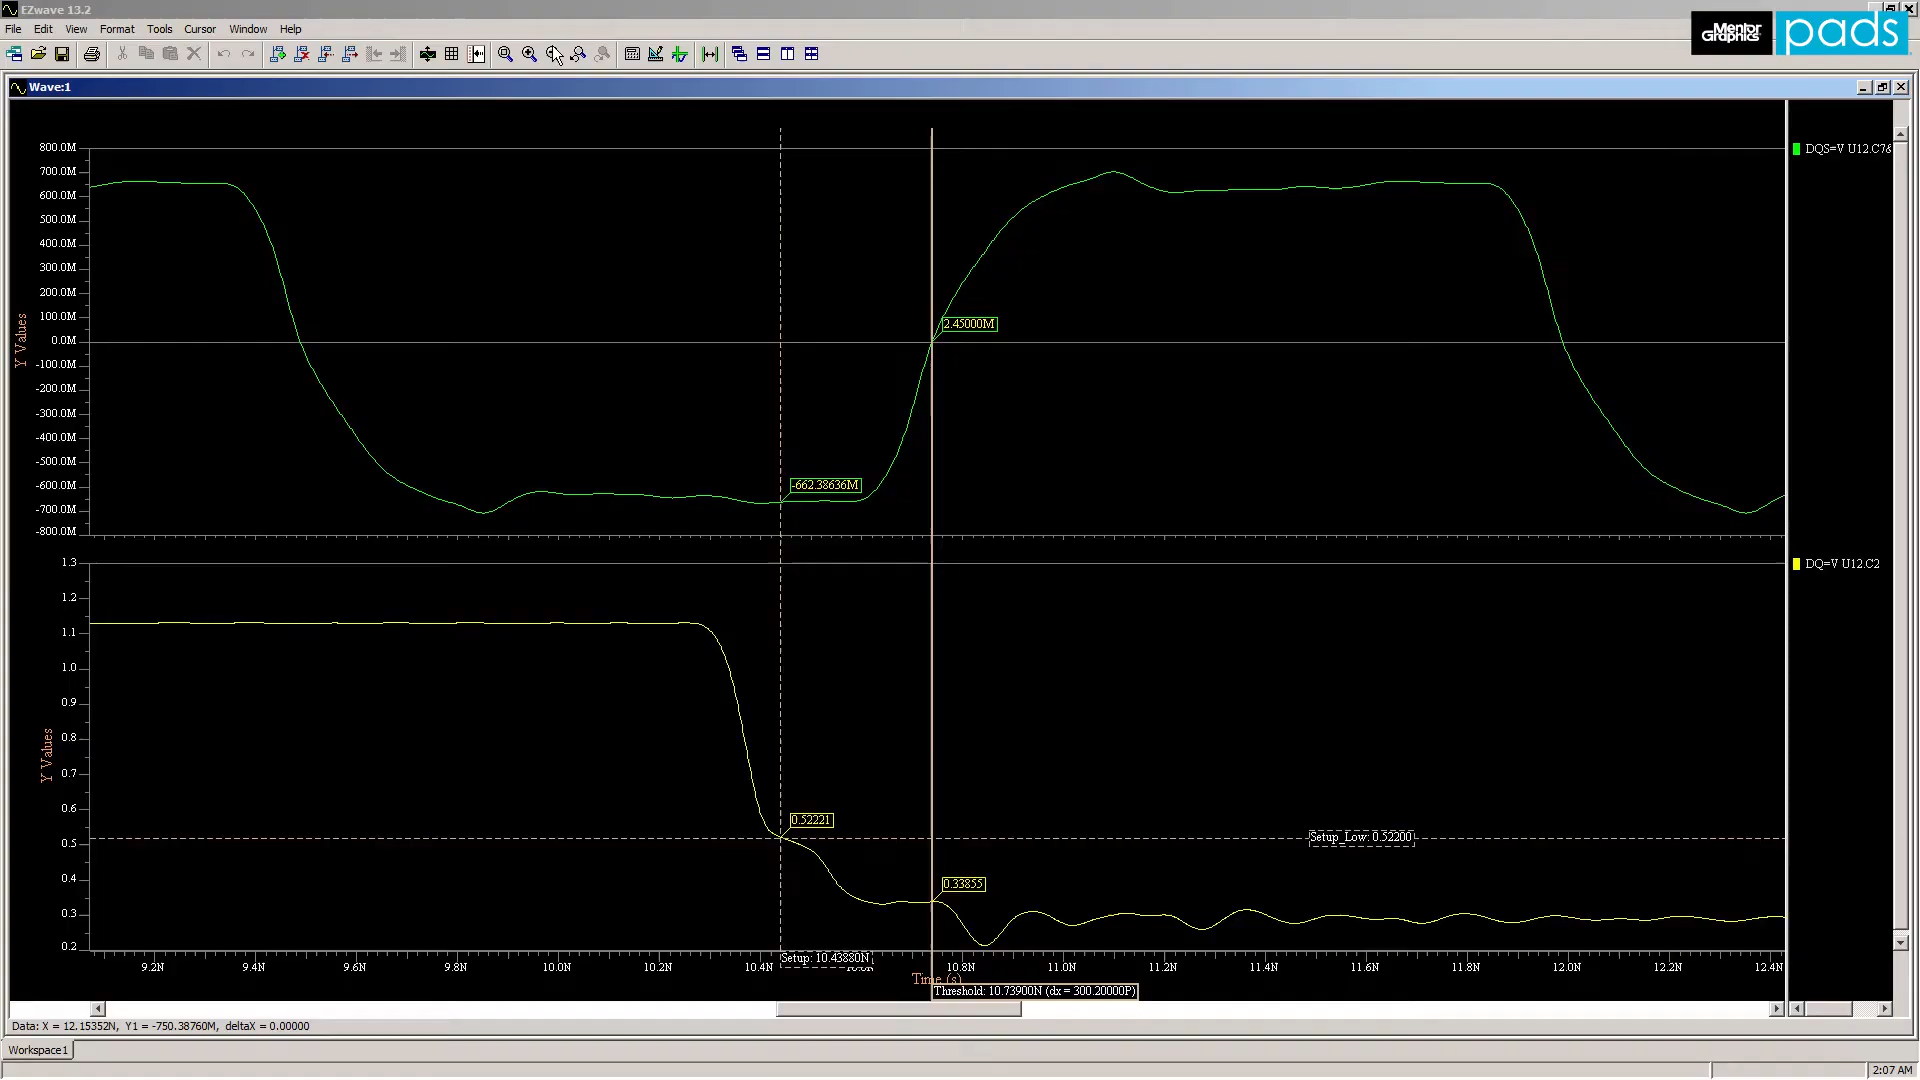 EZwave 13.2
File Edit View Format Tools Cursor Window Help
Mentor Graphics
pads
Wave:1
800.0M
700.0M
600.0M
500.0M
400.0M
300.0M
200.0M
100.0M
0.0M
-100.0M
-200.0M
-300.0M
-400.0M
-500.0M
-600.0M
-700.0M
-800.0M
Y Values
2.45000M
-662.38636M
DQS=V U12.C7&
1.3
1.2
1.1
1.0
0.9
0.8
0.7
0.6
0.5
0.4
0.3
0.2
Y Values
DQ=V U12.C2
0.52221
Setup_Low: 0.52200
0.33855
9.2N 9.4N 9.6N 9.8N 10.0N 10.2N 10.4N 10.8N 11.0N 11.2N 11.4N 11.6N 11.8N 12.0N 12.2N 12.4N
Setup: 10.43880N
Time (s)
Threshold: 10.73900N (dx = 300.20000P)
Data: X = 12.15352N, Y1 = -750.38760M, deltaX = 0.00000
Workspace1
2:07 AM